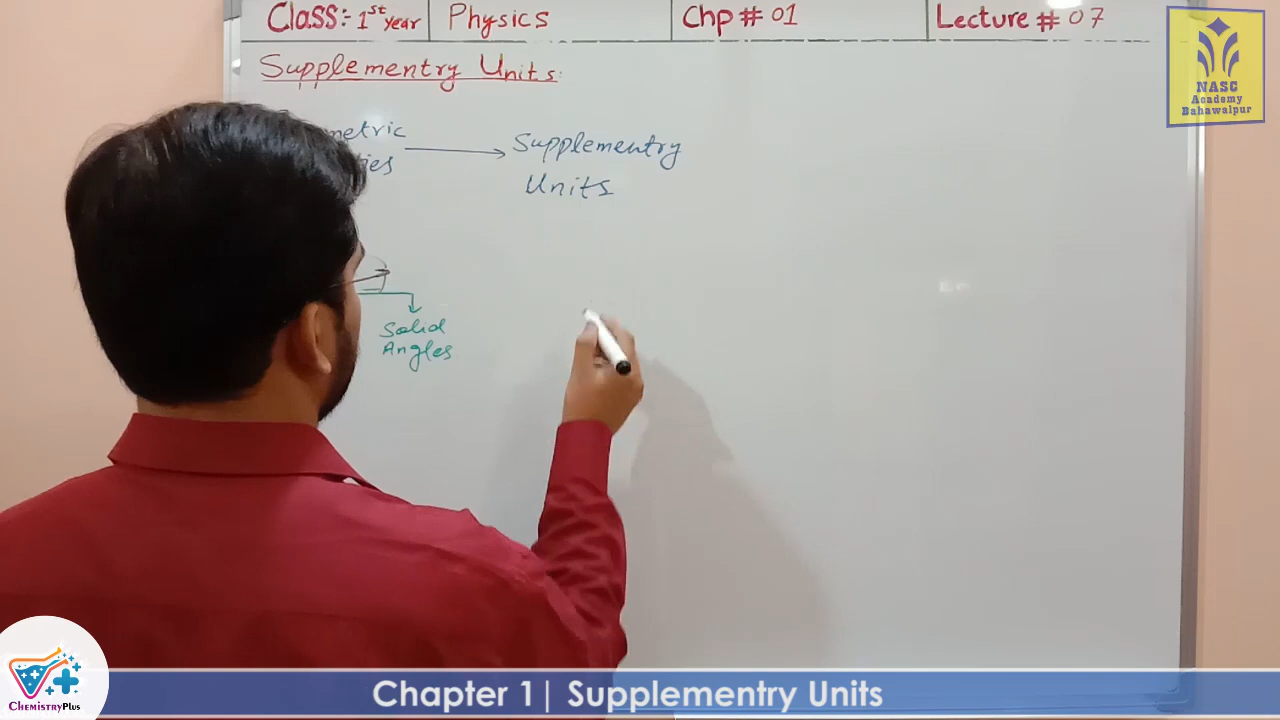 Class:- 1st year Physics Chp # 01 Lecture # 07
Supplementry Units:
Supplementry
Units
Solid
Angles
NASC
Academy
Bahawalpur
ChemistryPlus
Chapter 1| Supplementry Units